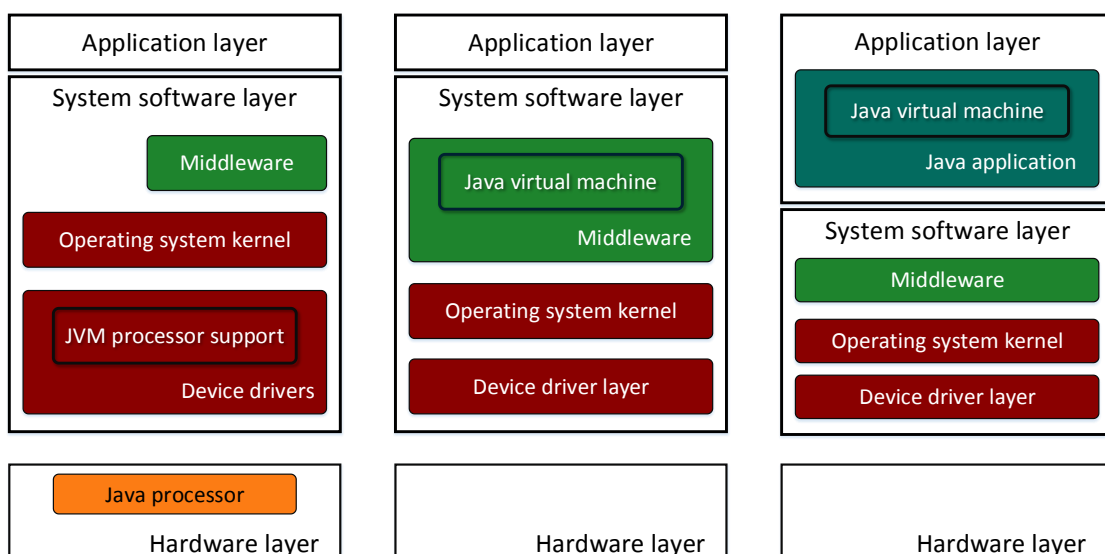 Application layer
System software layer
Middleware
Operating system kernel
JVM processor support
Device drivers
Java processor
Hardware layer
Application layer
System software layer
Java virtual machine
Middleware
Operating system kernel
Device driver layer
Hardware layer
Application layer
Java virtual machine
Java application
System software layer
Middleware
Operating system kernel
Device driver layer
Hardware layer